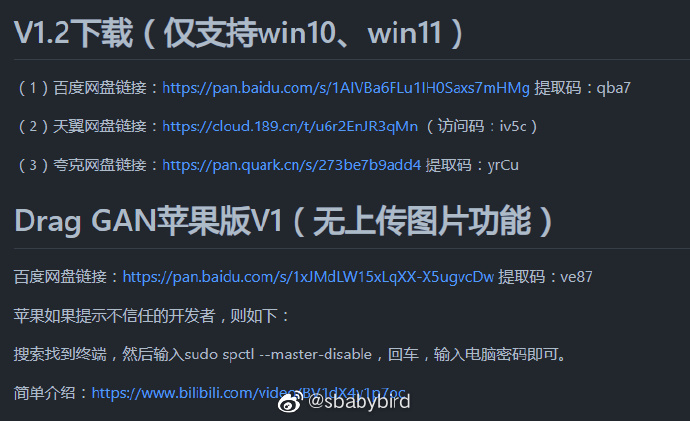 V1.2下载（仅支持win10、win11）
（1）百度网盘链接：https://pan.baidu.com/s/1AIVBa6FLu1IH0Saxs7mHMg 提取码：qba7
（2）天翼网盘链接：https://cloud.189.cn/t/u6r2EnJR3qMn（访问码：iv5c）
（3）夸克网盘链接：https://pan.quark.cn/s/273be7b9add4 提取码：yrCu
Drag GAN苹果版V1（无上传图片功能）
百度网盘链接：https://pan.baidu.com/s/1xJMdLW15xLqXX-X5ugvcDw 提取码：ve87
苹果如果提示不信任的开发者，则如下：
搜索找到终端，然后输入sudo spctl --master-disable，回车，输入电脑密码即可。
简单介绍：https://www.bilibili.com/video/BV1dX4y1p7oc
@sbabybird